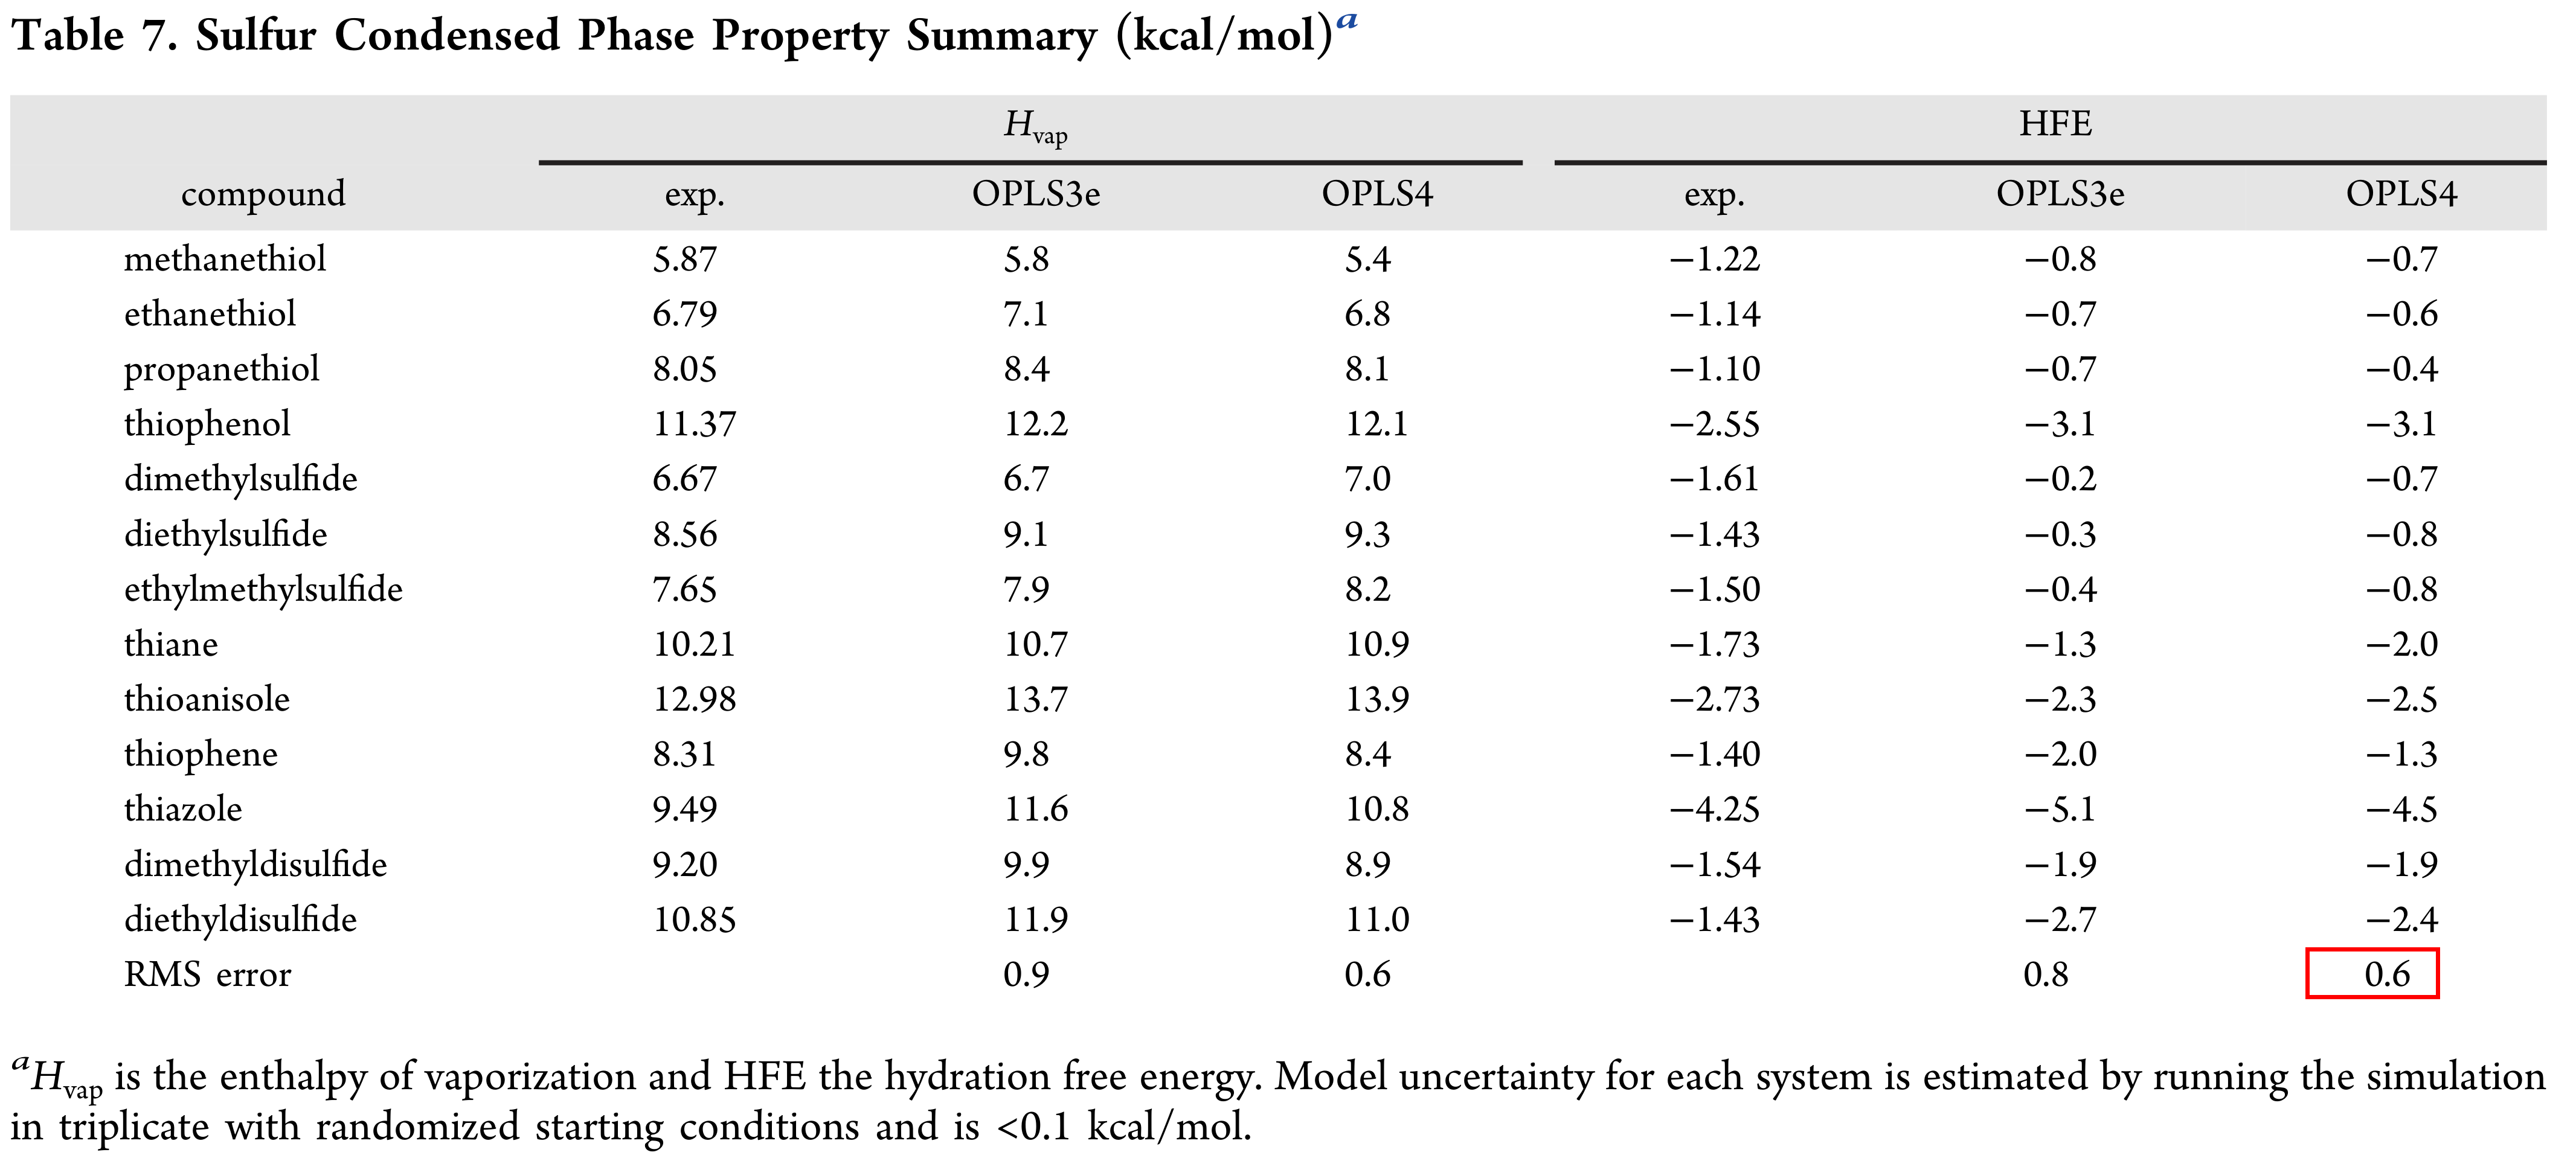 Table 7. Sulfur Condensed Phase Property Summary (kcal/mol)a
Hvap HFE
compound exp. OPLS3e OPLS4 exp. OPLS3e OPLS4
methanethiol 5.87 5.8 5.4 −1.22 −0.8 −0.7
ethanethiol 6.79 7.1 6.8 −1.14 −0.7 −0.6
propanethiol 8.05 8.4 8.1 −1.10 −0.7 −0.4
thiophenol 11.37 12.2 12.1 −2.55 −3.1 −3.1
dimethylsulfide 6.67 6.7 7.0 −1.61 −0.2 −0.7
diethylsulfide 8.56 9.1 9.3 −1.43 −0.3 −0.8
ethylmethylsulfide 7.65 7.9 8.2 −1.50 −0.4 −0.8
thiane 10.21 10.7 10.9 −1.73 −1.3 −2.0
thioanisole 12.98 13.7 13.9 −2.73 −2.3 −2.5
thiophene 8.31 9.8 8.4 −1.40 −2.0 −1.3
thiazole 9.49 11.6 10.8 −4.25 −5.1 −4.5
dimethyldisulfide 9.20 9.9 8.9 −1.54 −1.9 −1.9
diethyldisulfide 10.85 11.9 11.0 −1.43 −2.7 −2.4
RMS error 0.9 0.6 0.8 0.6
aHvap is the enthalpy of vaporization and HFE the hydration free energy. Model uncertainty for each system is estimated by running the simulation
in triplicate with randomized starting conditions and is <0.1 kcal/mol.